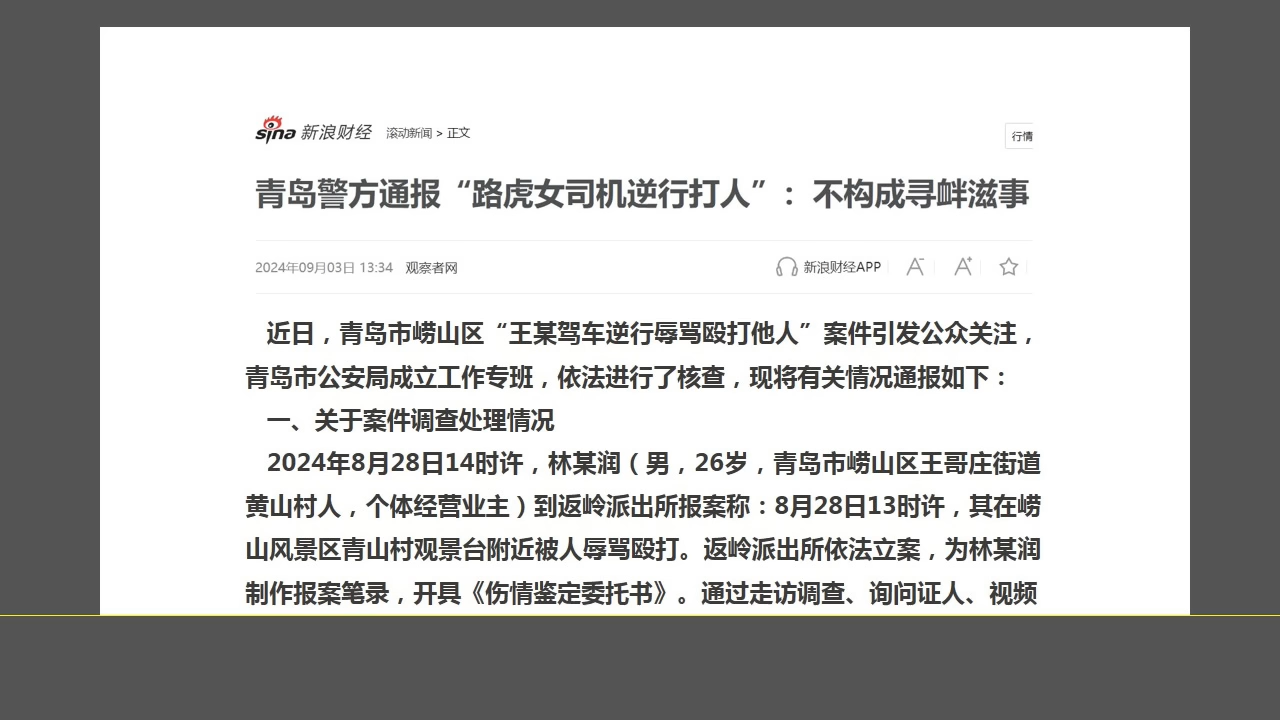 sina 新浪财经 滚动新闻 > 正文 行情
青岛警方通报“路虎女司机逆行打人”：不构成寻衅滋事
2024年09月03日 13:34 观察者网 新浪财经APP A- A+
近日，青岛市崂山区“王某驾车逆行辱骂殴打他人”案件引发公众关注，
青岛市公安局成立工作专班，依法进行了核查，现将有关情况通报如下：
一、关于案件调查处理情况
2024年8月28日14时许，林某润（男，26岁，青岛市崂山区王哥庄街道
黄山村人，个体经营业主）到返岭派出所报案称：8月28日13时许，其在崂
山风景区青山村观景台附近被人辱骂殴打。返岭派出所依法立案，为林某润
制作报案笔录，开具《伤情鉴定委托书》。通过走访调查、询问证人、视频